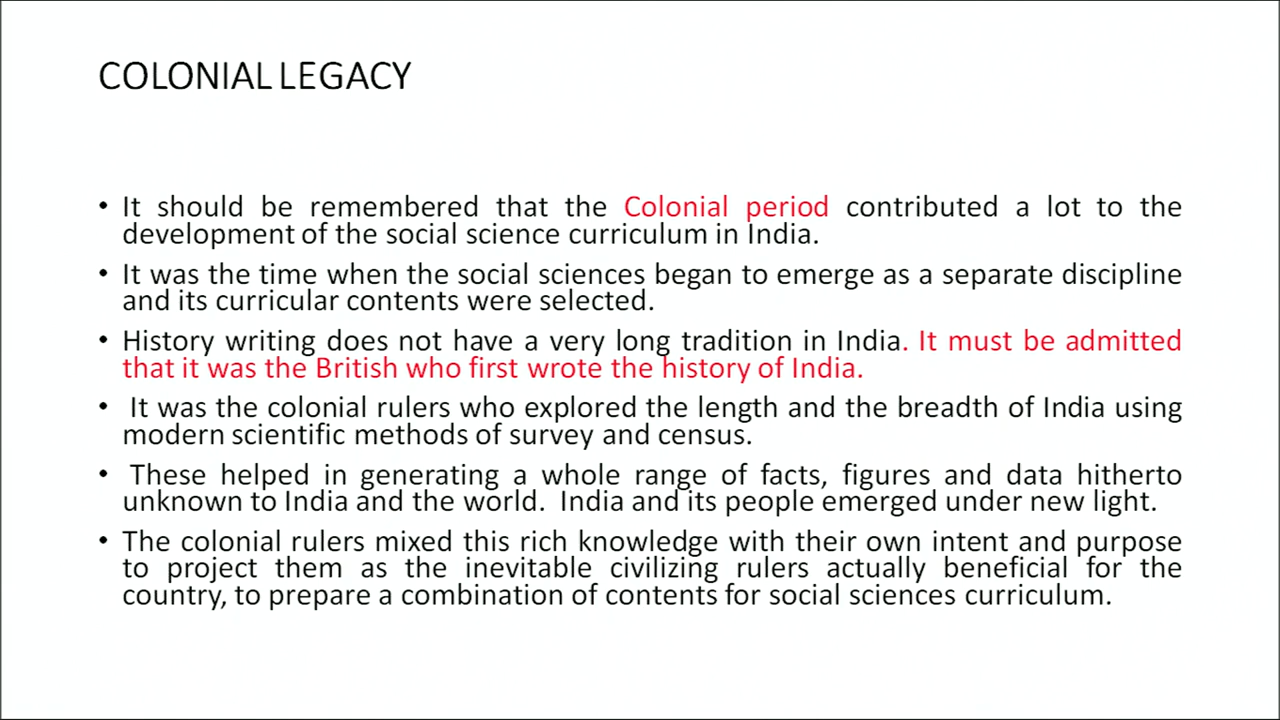 COLONIAL LEGACY
• It should be remembered that the Colonial period contributed a lot to the
development of the social science curriculum in India.
• It was the time when the social sciences began to emerge as a separate discipline
and its curricular contents were selected.
• History writing does not have a very long tradition in India. It must be admitted
that it was the British who first wrote the history of India.
• It was the colonial rulers who explored the length and the breadth of India using
modern scientific methods of survey and census.
• These helped in generating a whole range of facts, figures and data hitherto
unknown to India and the world. India and its people emerged under new light.
• The colonial rulers mixed this rich knowledge with their own intent and purpose
to project them as the inevitable civilizing rulers actually beneficial for the
country, to prepare a combination of contents for social sciences curriculum.